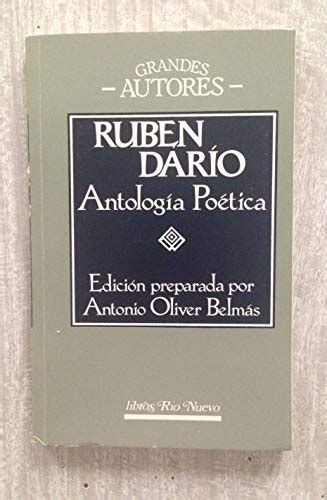 GRANDES
– AUTORES –
RUBEN
DARÍO
Antología Poética
Edición preparada por
Antonio Oliver Belmás
libros Río Nuevo